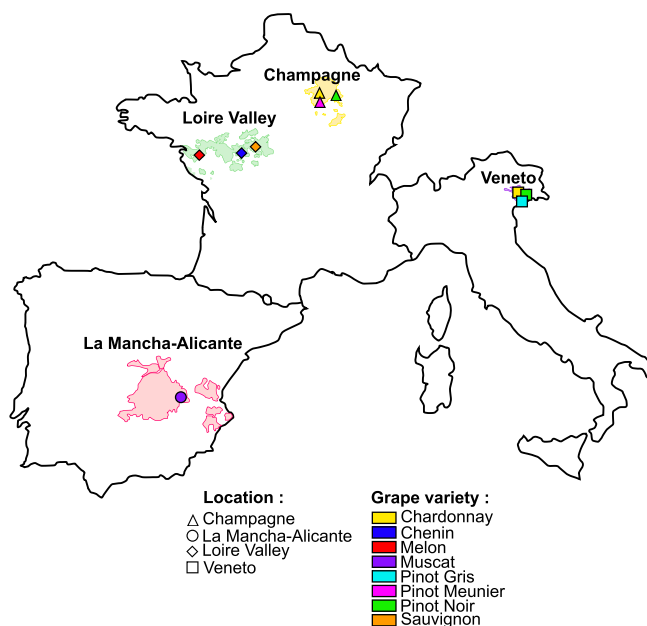 Champagne
Loire Valley
Veneto
La Mancha-Alicante
Location :
Champagne
La Mancha-Alicante
Loire Valley
Veneto
Grape variety :
Chardonnay
Chenin
Melon
Muscat
Pinot Gris
Pinot Meunier
Pinot Noir
Sauvignon